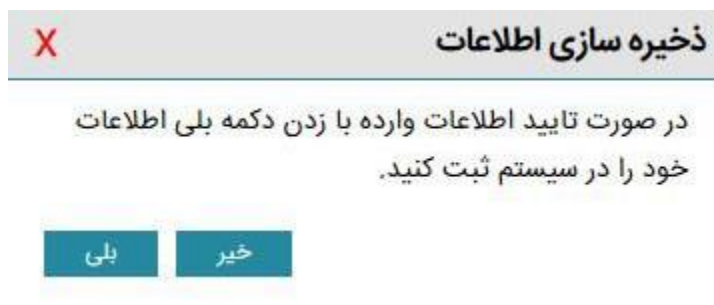 ذخیره سازی اطلاعات
X
در صورت تایید اطلاعات وارده با زدن دکمه بلی اطلاعات
خود را در سیستم ثبت کنید.
خیر
بلی